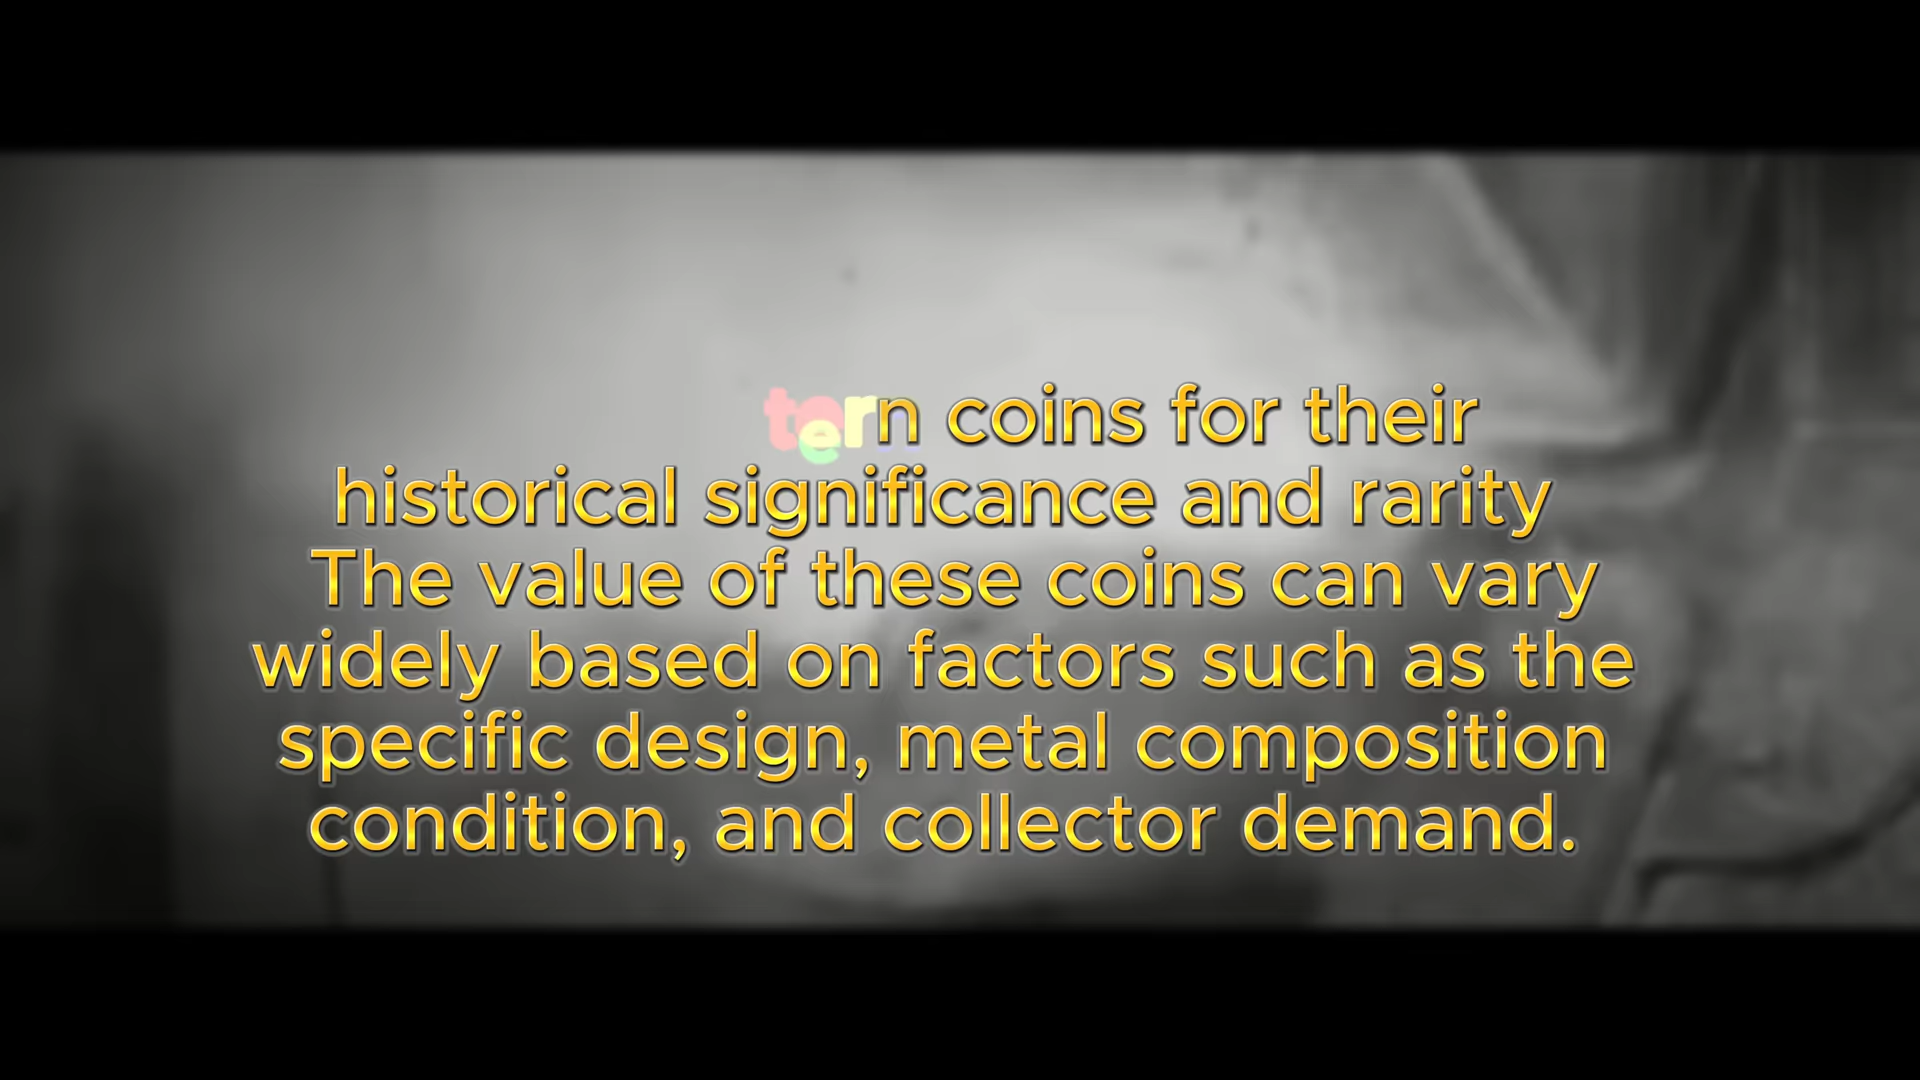 tern coins for their
historical significance and rarity
The value of these coins can vary
widely based on factors such as the
specific design, metal composition
condition, and collector demand.